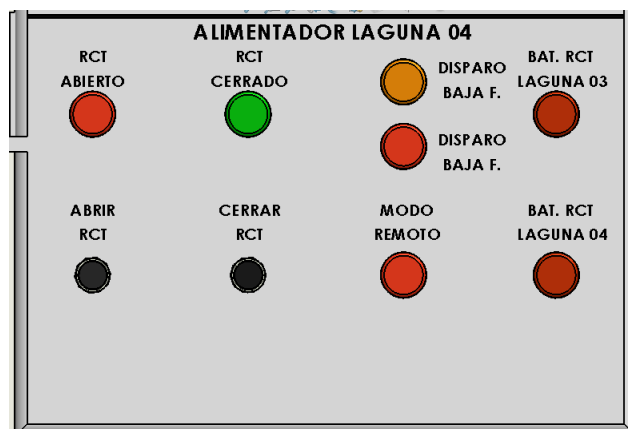 ALIMENTADOR LAGUNA 04
RCT
ABIERTO
RCT
CERRADO
DISPARO
BAJA F.
BAT. RCT
LAGUNA 03
DISPARO
BAJA F.
ABRIR
RCT
CERRAR
RCT
MODO
REMOTO
BAT. RCT
LAGUNA 04